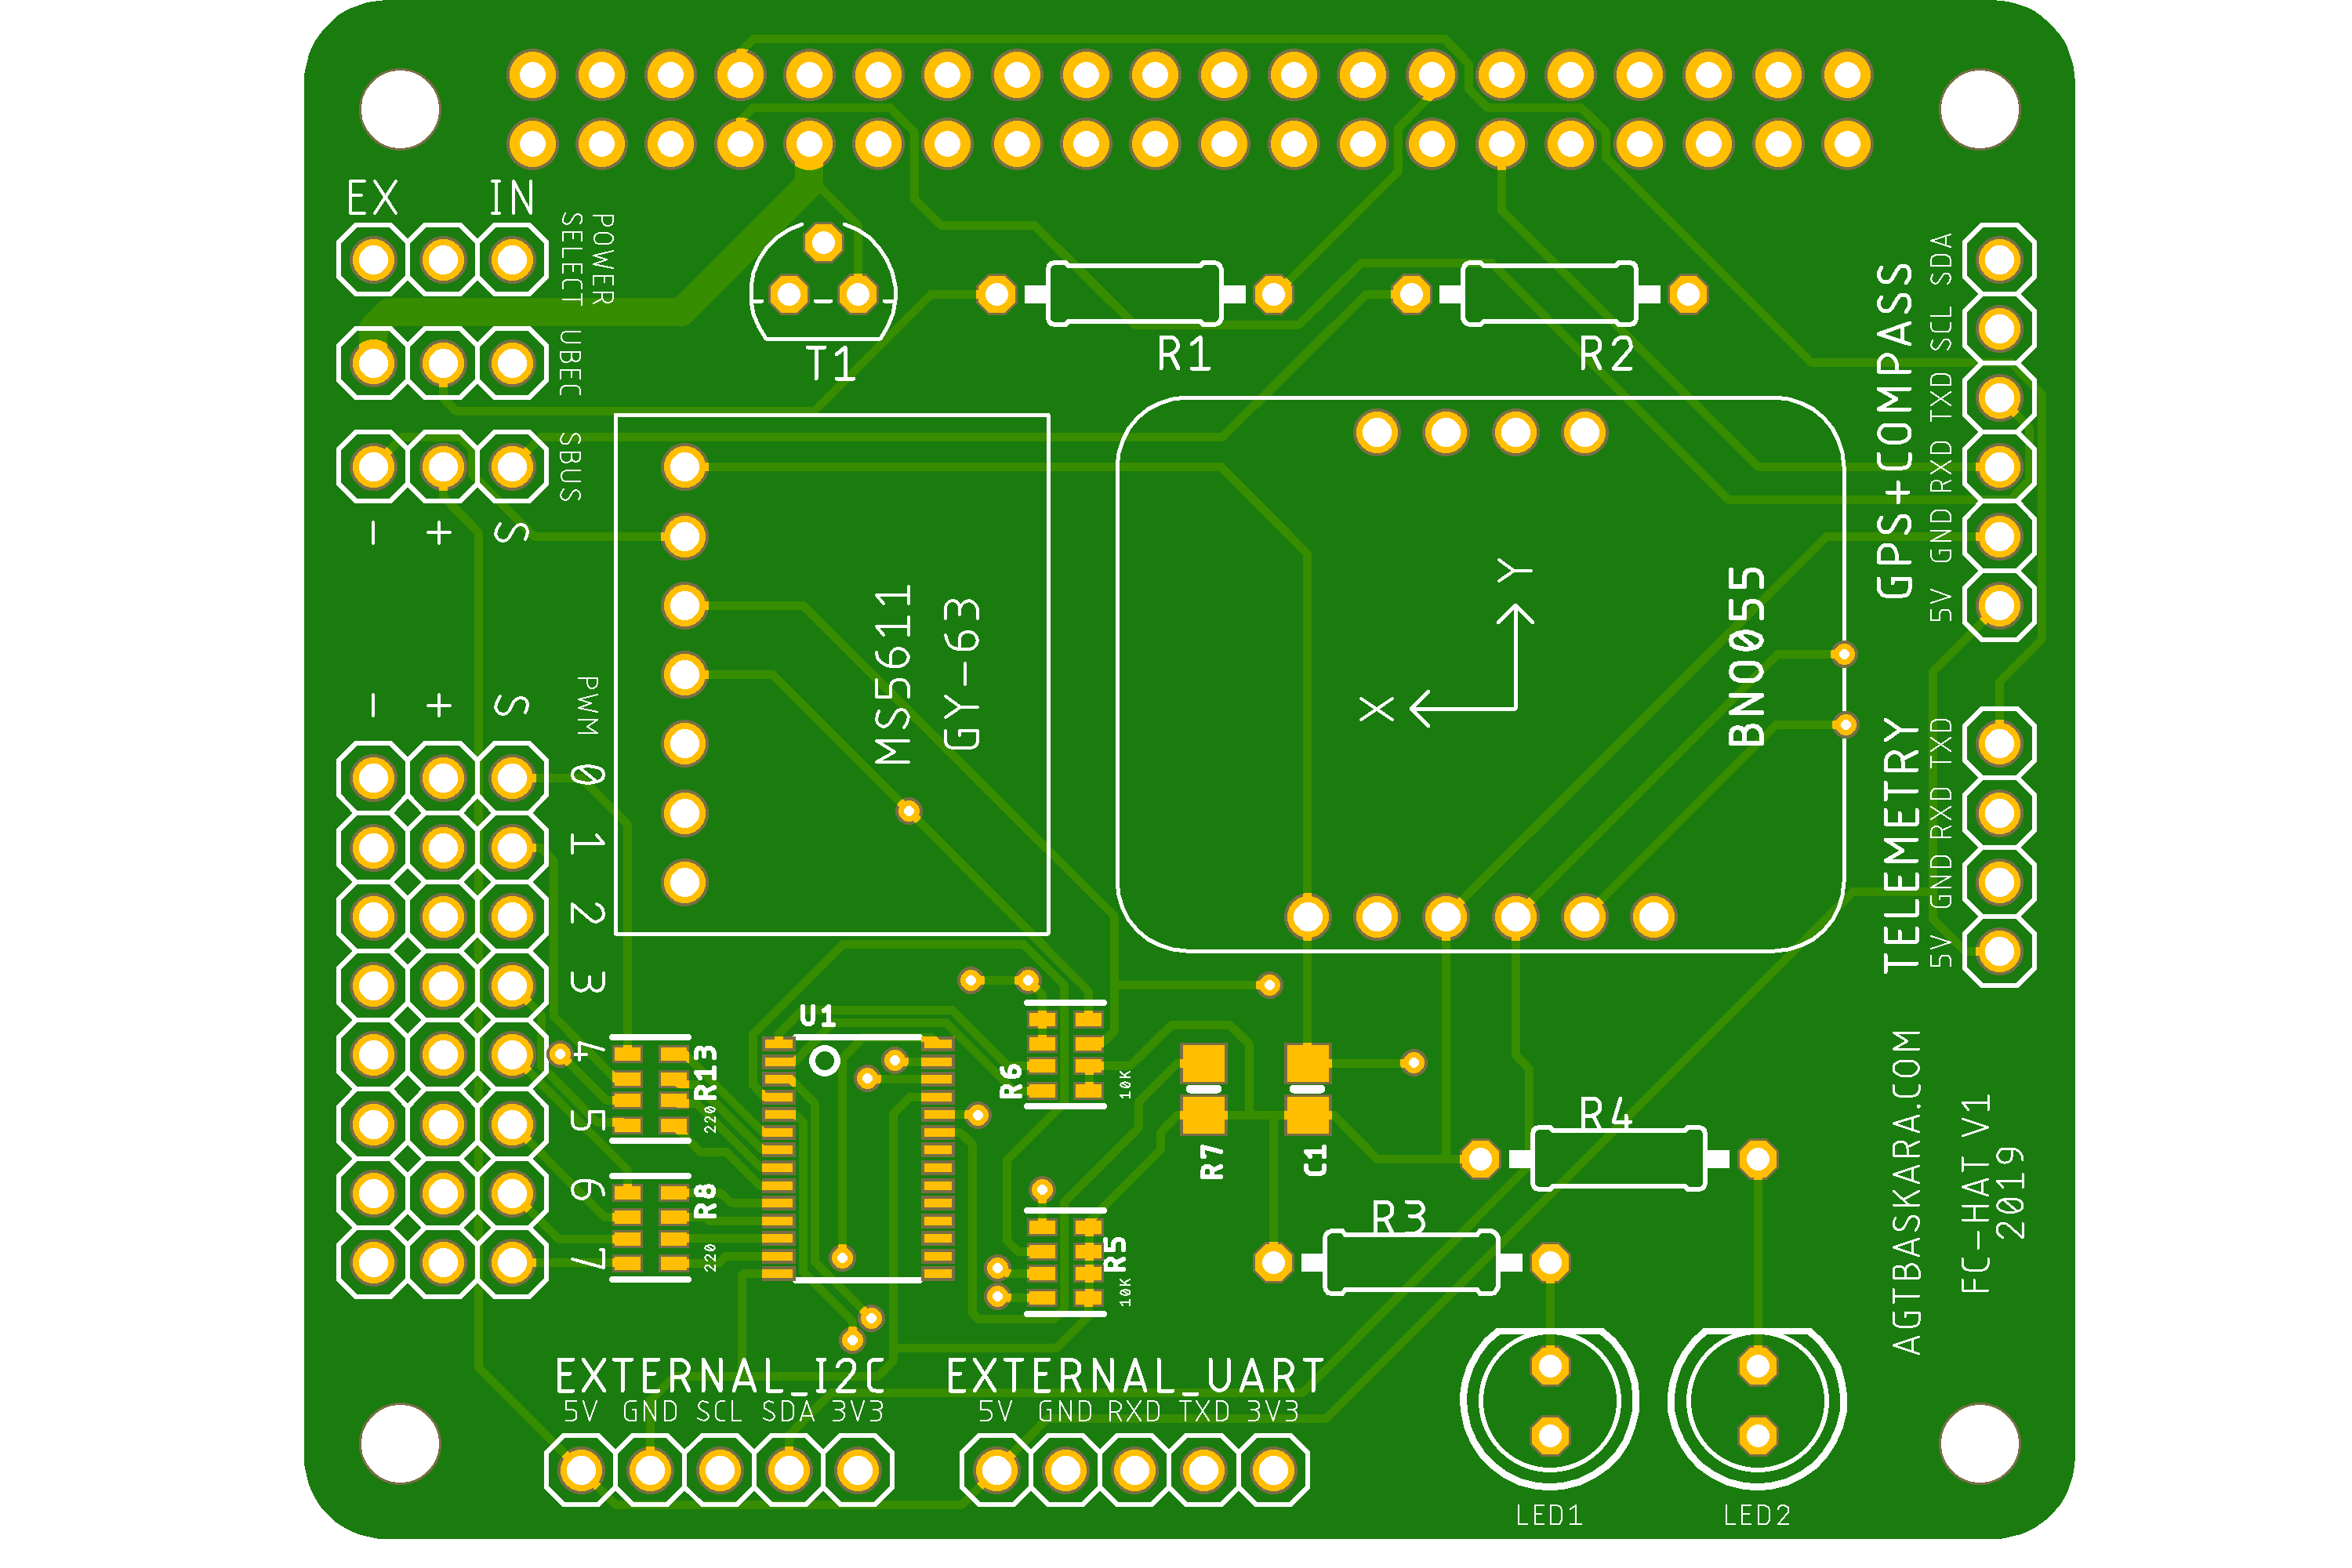 EX IN
POWER
SELECT
UBEC
SBUS
- + S
- + S
PWM
0
1
2
3
4
5
6
7
T1
R1
R2
MS5611
GY-63
X
Y
BNO055
GPS+COMPASS
SDA
SCL
TXD
RXD
GND
5V
TELEMETRY
TXD
RXD
GND
5V
U1
R13
220
R8
220
R6
10K
R5
10K
R7
C1
R4
R3
AGTBASKARA.COM
FC-HAT V1
2019
EXTERNAL_I2C
5V GND SCL SDA 3V3
EXTERNAL_UART
5V GND RXD TXD 3V3
LED1
LED2